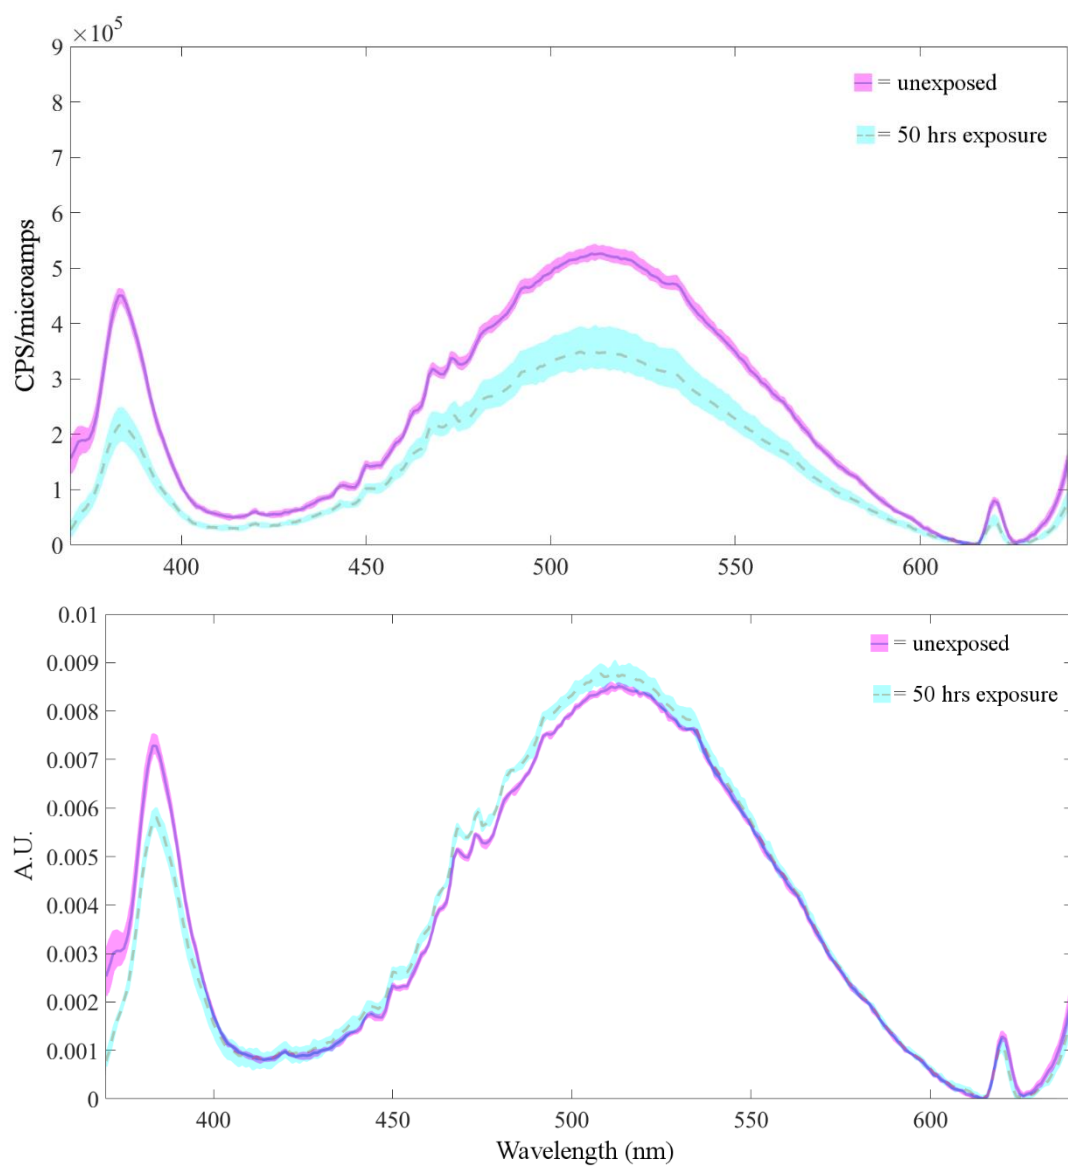 ×10⁵
9
8
7
6
5
4
3
2
1
0
CPS/microamps
= unexposed
= 50 hrs exposure
400 450 500 550 600
0.01
0.009
0.008
0.007
0.006
0.005
0.004
0.003
0.002
0.001
0
A.U.
= unexposed
= 50 hrs exposure
400 450 500 550 600
Wavelength (nm)